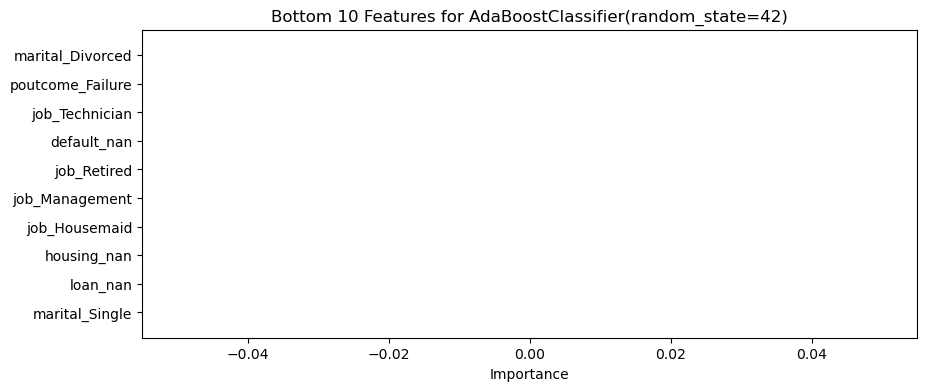 Bottom 10 Features for AdaBoostClassifier(random_state=42)
marital_Divorced
poutcome_Failure
job_Technician
default_nan
job_Retired
job_Management
job_Housemaid
housing_nan
loan_nan
marital_Single
−0.04 −0.02 0.00 0.02 0.04
Importance